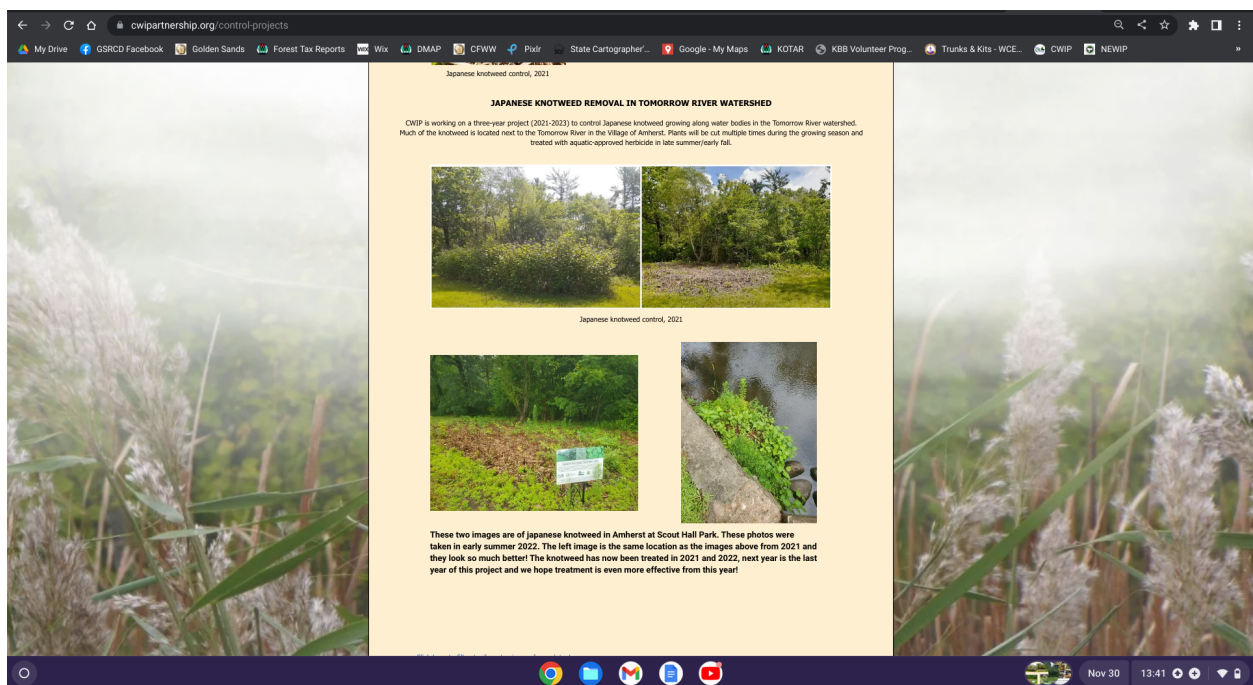 cwipartnership.org/control-projects
My Drive GSRCD Facebook Golden Sands Forest Tax Reports Wix DMAP CFWW Pixlr State Cartographer'... Google - My Maps KOTAR KBB Volunteer Prog... Trunks & Kits - WCE... CWIP NEWIP »
Japanese knotweed control, 2021
JAPANESE KNOTWEED REMOVAL IN TOMORROW RIVER WATERSHED
CWIP is working on a three-year project (2021-2023) to control Japanese knotweed growing along water bodies in the Tomorrow River watershed.
Much of the knotweed is located next to the Tomorrow River in the Village of Amherst. Plants will be cut multiple times during the growing season and
treated with aquatic-approved herbicide in late summer/early fall.
Japanese knotweed control, 2021
These two images are of japanese knotweed in Amherst at Scout Hall Park. These photos were
taken in early summer 2022. The left image is the same location as the images above from 2021 and
they look so much better! The knotweed has now been treated in 2021 and 2022, next year is the last
year of this project and we hope treatment is even more effective from this year!
Nov 30 13:41